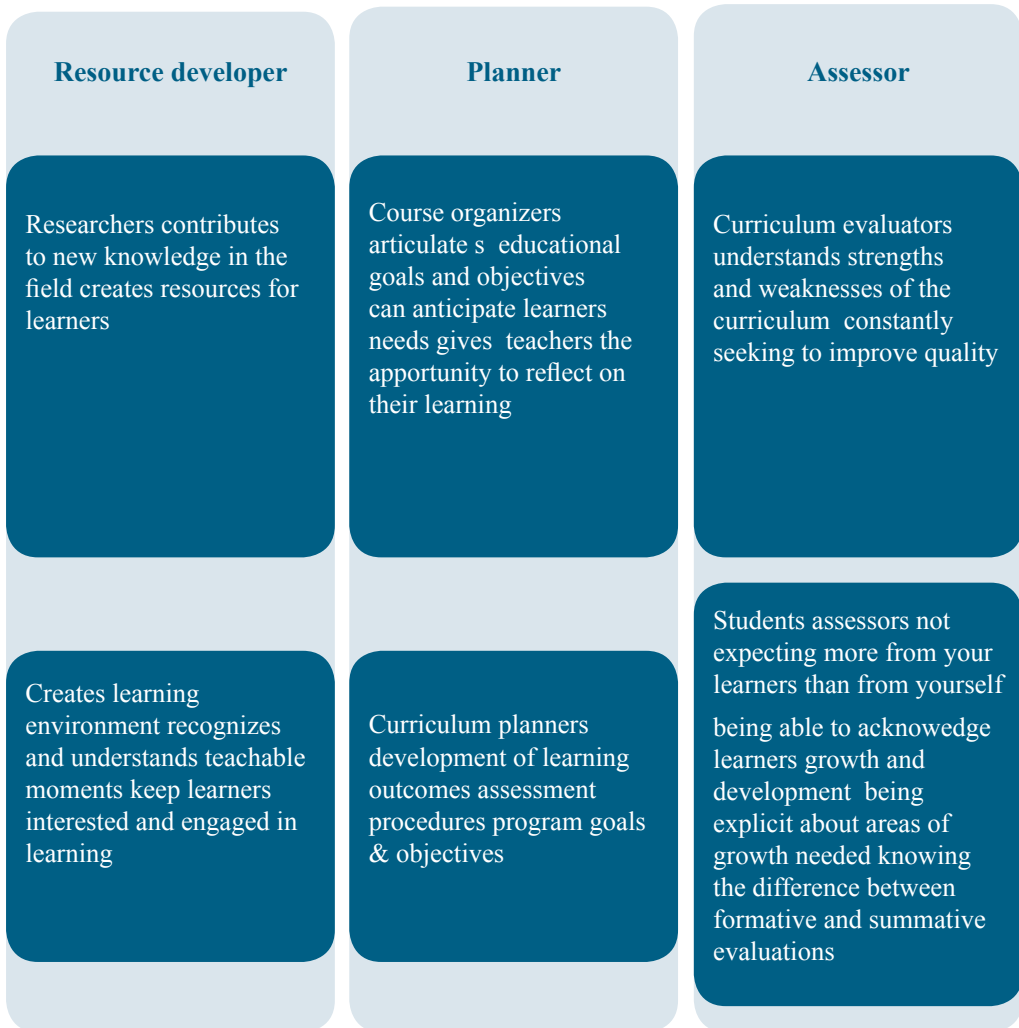 Resource developer
Researchers contributes
to new knowledge in the
field creates resources for
learners
Creates learning
environment recognizes
and understands teachable
moments keep learners
interested and engaged in
learning
Planner
Course organizers
articulate s  educational
goals and objectives
can anticipate learners
needs gives  teachers the
apportunity to reflect on
their learning
Curriculum planners
development of learning
outcomes assessment
procedures program goals
& objectives
Assessor
Curriculum evaluators
understands strengths
and weaknesses of the
curriculum  constantly
seeking to improve quality
Students assessors not
expecting more from your
learners than from yourself
being able to acknowedge
learners growth and
development  being
explicit about areas of
growth needed knowing
the difference between
formative and summative
evaluations